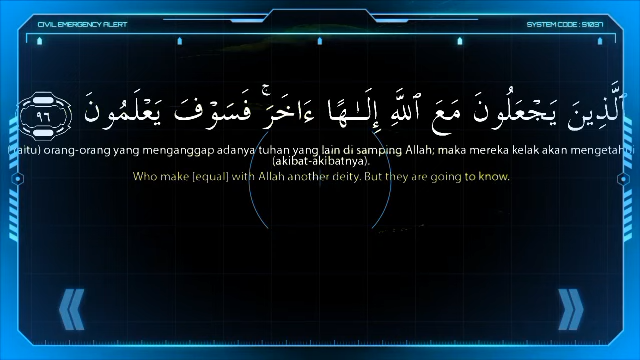 CIVIL EMERGENCY ALERT
SYSTEM CODE : S1037
ٱلَّذِينَ يَجْعَلُونَ مَعَ ٱللَّهِ إِلَـٰهًا ءَاخَرَ ۚ فَسَوْفَ يَعْلَمُونَ ٩٦
orang-orang yang menganggap adanya tuhan yang lain di samping Allah; maka mereka kelak akan
(akibat-akibatnya).
Who make [equal] with Allah another deity. But they are going to know.